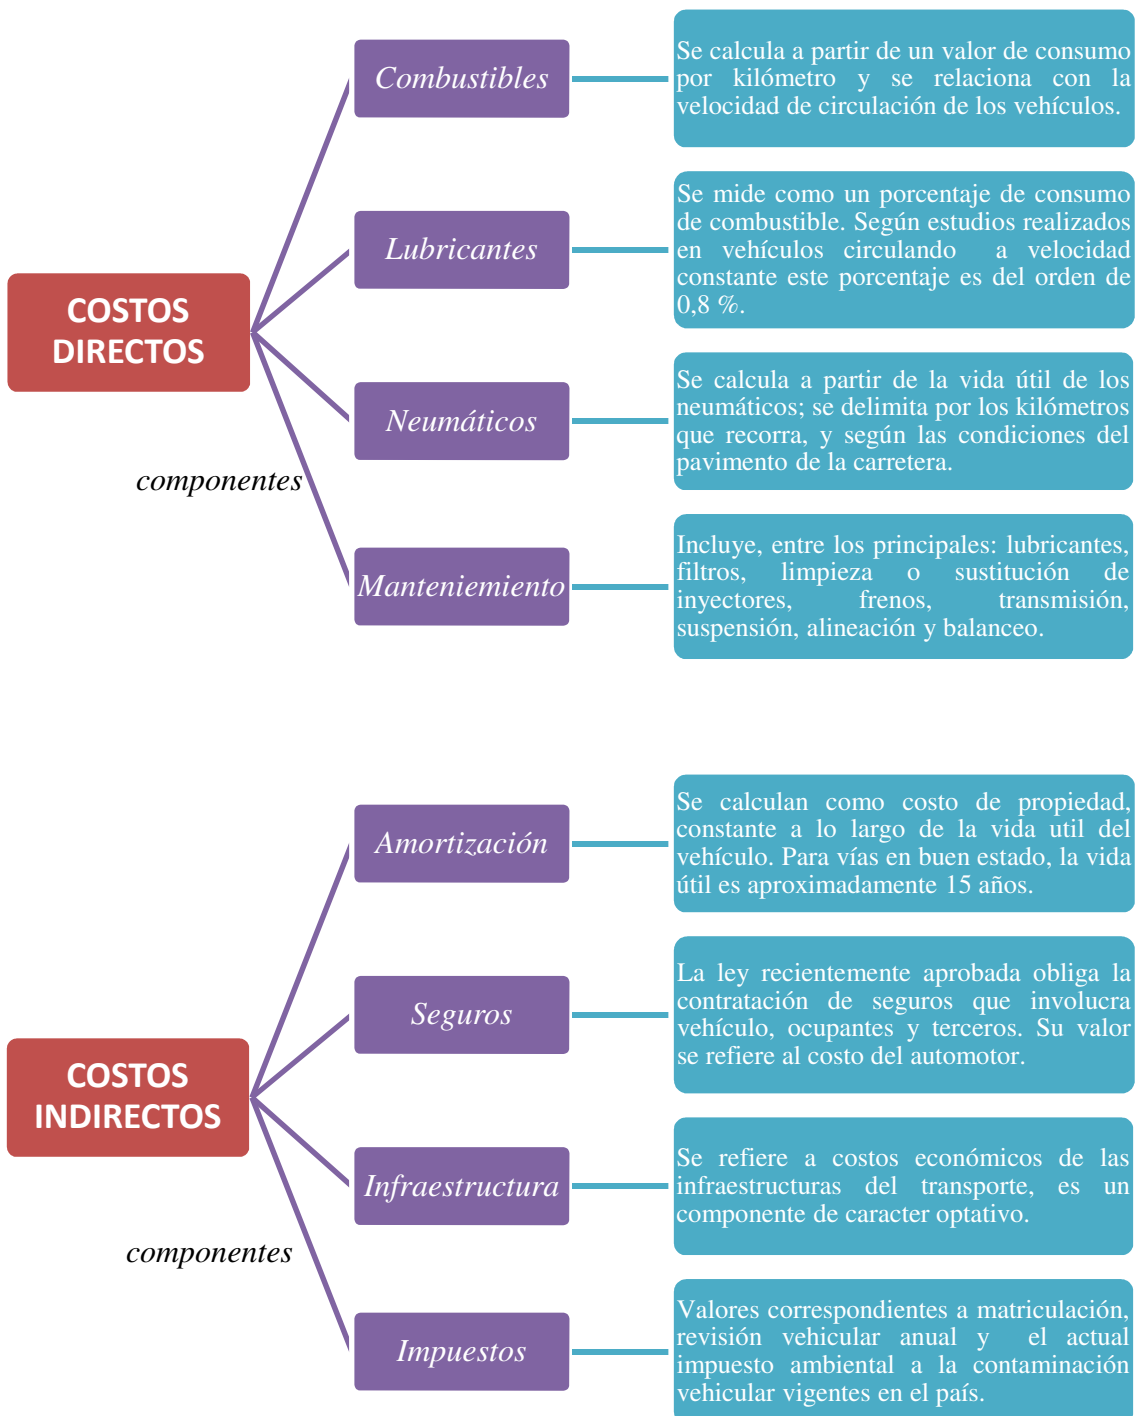 COSTOS
DIRECTOS
componentes
Combustibles
Se calcula a partir de un valor de consumo
por kilómetro y se relaciona con la
velocidad de circulación de los vehículos.
Lubricantes
Se mide como un porcentaje de consumo
de combustible. Según estudios realizados
en vehículos circulando a velocidad
constante este porcentaje es del orden de
0,8 %.
Neumáticos
Se calcula a partir de la vida útil de los
neumáticos; se delimita por los kilómetros
que recorra, y según las condiciones del
pavimento de la carretera.
Manteniemiento
Incluye, entre los principales: lubricantes,
filtros, limpieza o sustitución de
inyectores, frenos, transmisión,
suspensión, alineación y balanceo.
COSTOS
INDIRECTOS
componentes
Amortización
Se calculan como costo de propiedad,
constante a lo largo de la vida util del
vehículo. Para vías en buen estado, la vida
útil es aproximadamente 15 años.
Seguros
La ley recientemente aprobada obliga la
contratación de seguros que involucra
vehículo, ocupantes y terceros. Su valor
se refiere al costo del automotor.
Infraestructura
Se refiere a costos económicos de las
infraestructuras del transporte, es un
componente de caracter optativo.
Impuestos
Valores correspondientes a matriculación,
revisión vehicular anual y el actual
impuesto ambiental a la contaminación
vehicular vigentes en el país.